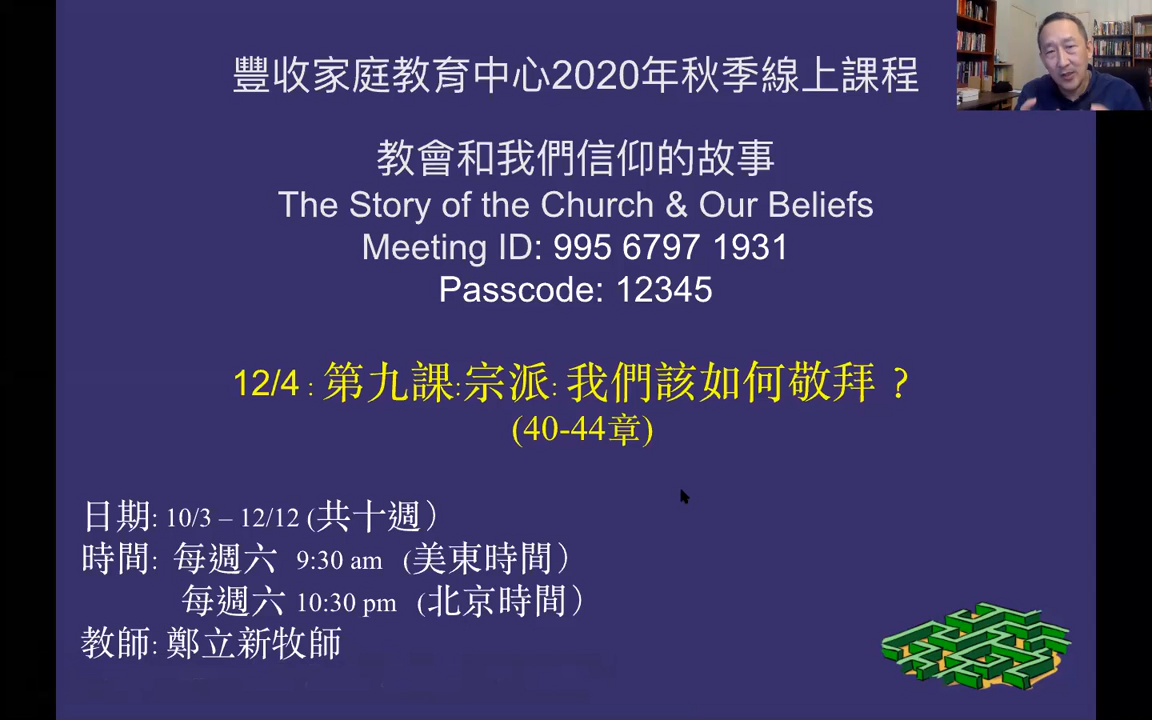 豐收家庭教育中心2020年秋季線上課程
教會和我們信仰的故事
The Story of the Church & Our Beliefs
Meeting ID: 995 6797 1931
Passcode: 12345
12/4 : 第九課:宗派: 我們該如何敬拜 ?
(40-44章)
日期: 10/3 – 12/12 (共十週)
時間: 每週六 9:30 am (美東時間)
每週六 10:30 pm (北京時間)
教師: 鄭立新牧師